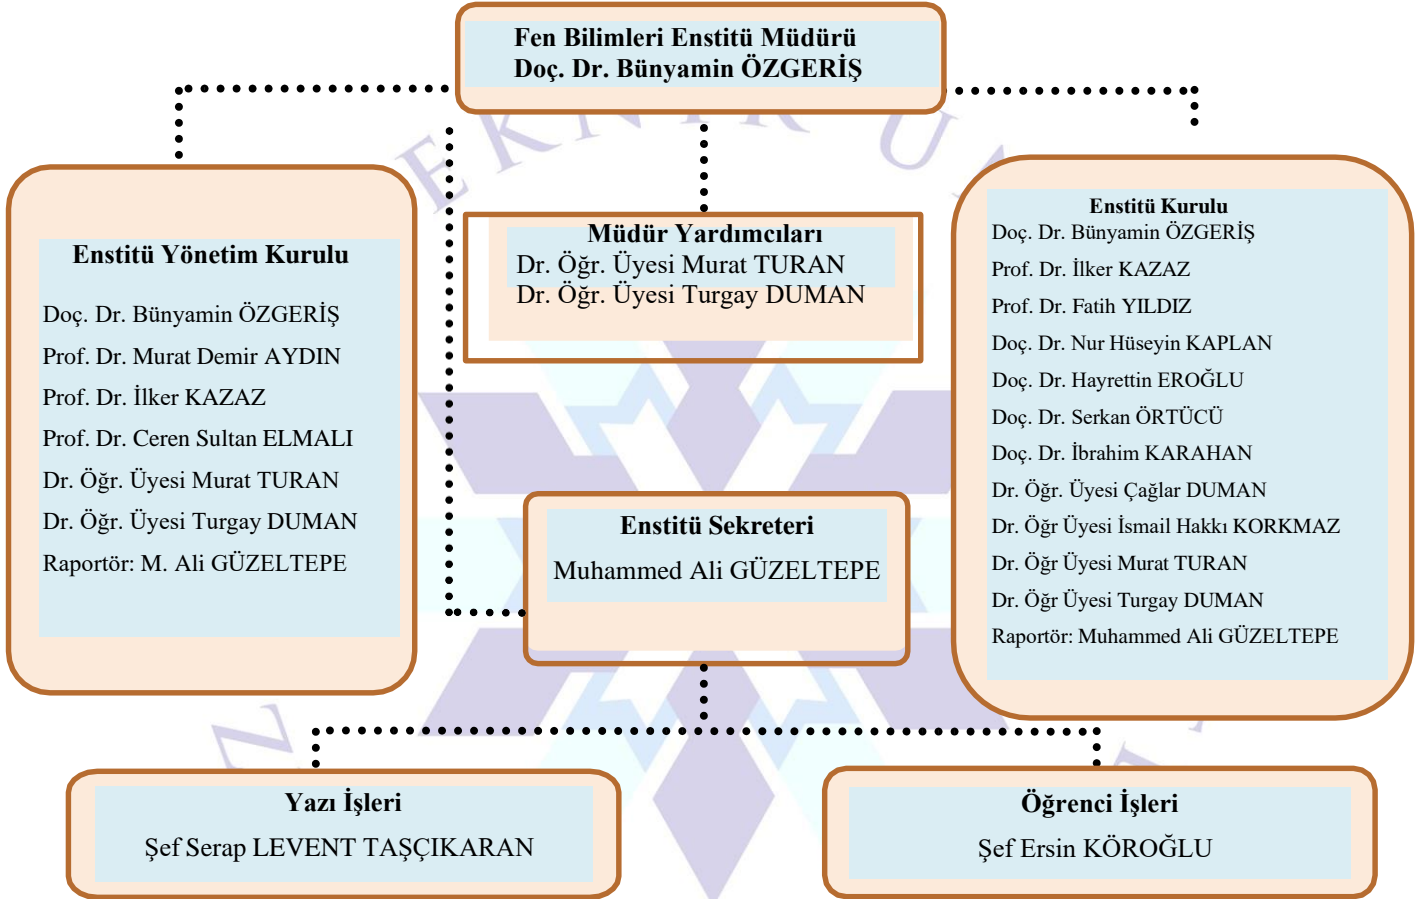 Fen Bilimleri Enstitü Müdürü
Doç. Dr. Bünyamin ÖZGERİŞ
Enstitü Yönetim Kurulu
Doç. Dr. Bünyamin ÖZGERİŞ
Prof. Dr. Murat Demir AYDIN
Prof. Dr. İlker KAZAZ
Prof. Dr. Ceren Sultan ELMALI
Dr. Öğr. Üyesi Murat TURAN
Dr. Öğr. Üyesi Turgay DUMAN
Raportör: M. Ali GÜZELTEPE
Müdür Yardımcıları
Dr. Öğr. Üyesi Murat TURAN
Dr. Öğr. Üyesi Turgay DUMAN
Enstitü Kurulu
Doç. Dr. Bünyamin ÖZGERİŞ
Prof. Dr. İlker KAZAZ
Prof. Dr. Fatih YILDIZ
Doç. Dr. Nur Hüseyin KAPLAN
Doç. Dr. Hayrettin EROĞLU
Doç. Dr. Serkan ÖRTÜCÜ
Doç. Dr. İbrahim KARAHAN
Dr. Öğr. Üyesi Çağlar DUMAN
Dr. Öğr Üyesi İsmail Hakkı KORKMAZ
Dr. Öğr Üyesi Murat TURAN
Dr. Öğr Üyesi Turgay DUMAN
Raportör: Muhammed Ali GÜZELTEPE
Enstitü Sekreteri
Muhammed Ali GÜZELTEPE
Yazı İşleri
Şef Serap LEVENT TAŞÇIKARAN
Öğrenci İşleri
Şef Ersin KÖROĞLU